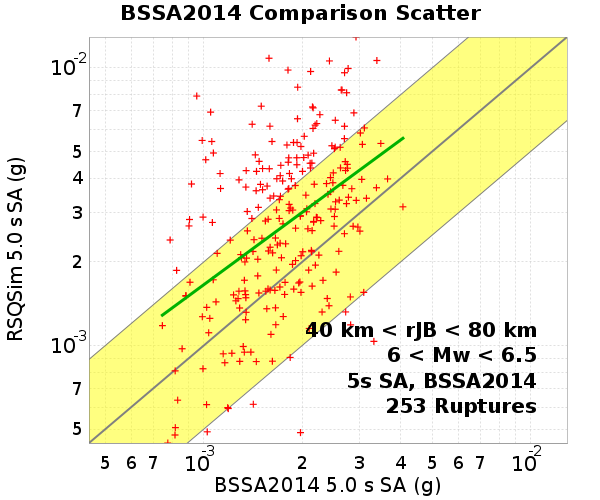 BSSA2014 Comparison Scatter
RSQSim 5.0 s SA (g)
10-2
7
5
4
3
2
10-3
7
5
40 km < rJB < 80 km
6 < Mw < 6.5
5s SA, BSSA2014
253 Ruptures
5 6 7 10-3 2 3 4 5 6 7 10-2
BSSA2014 5.0 s SA (g)